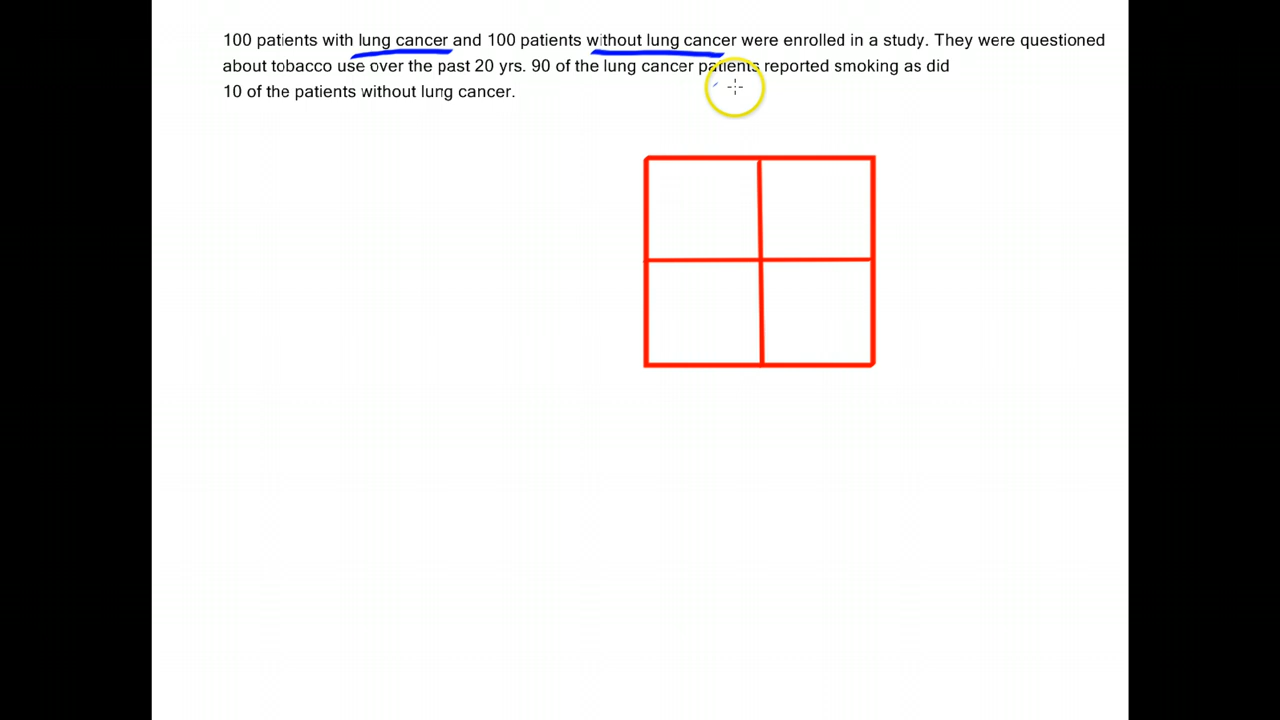 100 patients with lung cancer and 100 patients without lung cancer were enrolled in a study. They were questioned
about tobacco use over the past 20 yrs. 90 of the lung cancer patients reported smoking as did
10 of the patients without lung cancer.